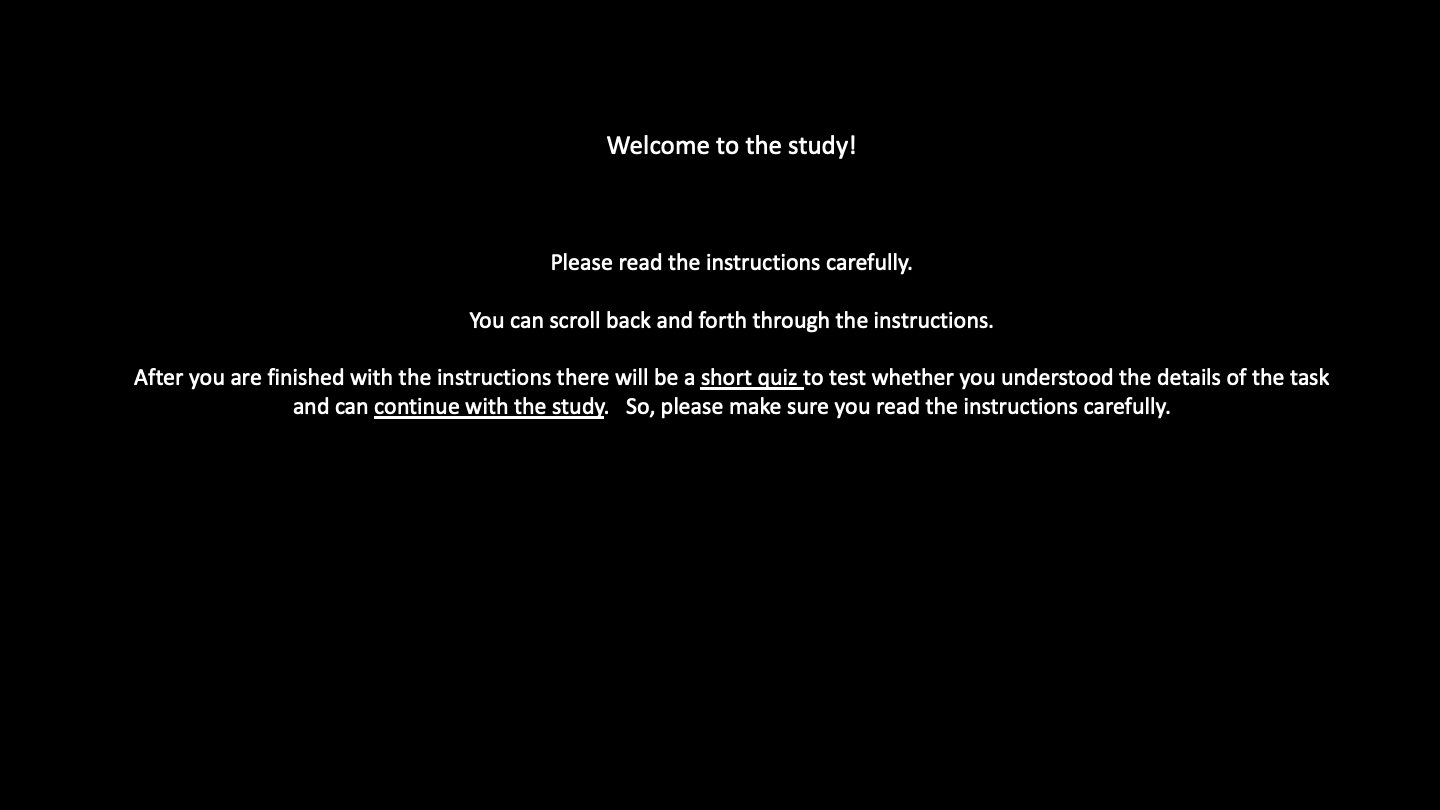 Welcome to the study!
Please read the instructions carefully.
You can scroll back and forth through the instructions.
After you are finished with the instructions there will be a short quiz to test whether you understood the details of the task
and can continue with the study.   So, please make sure you read the instructions carefully.